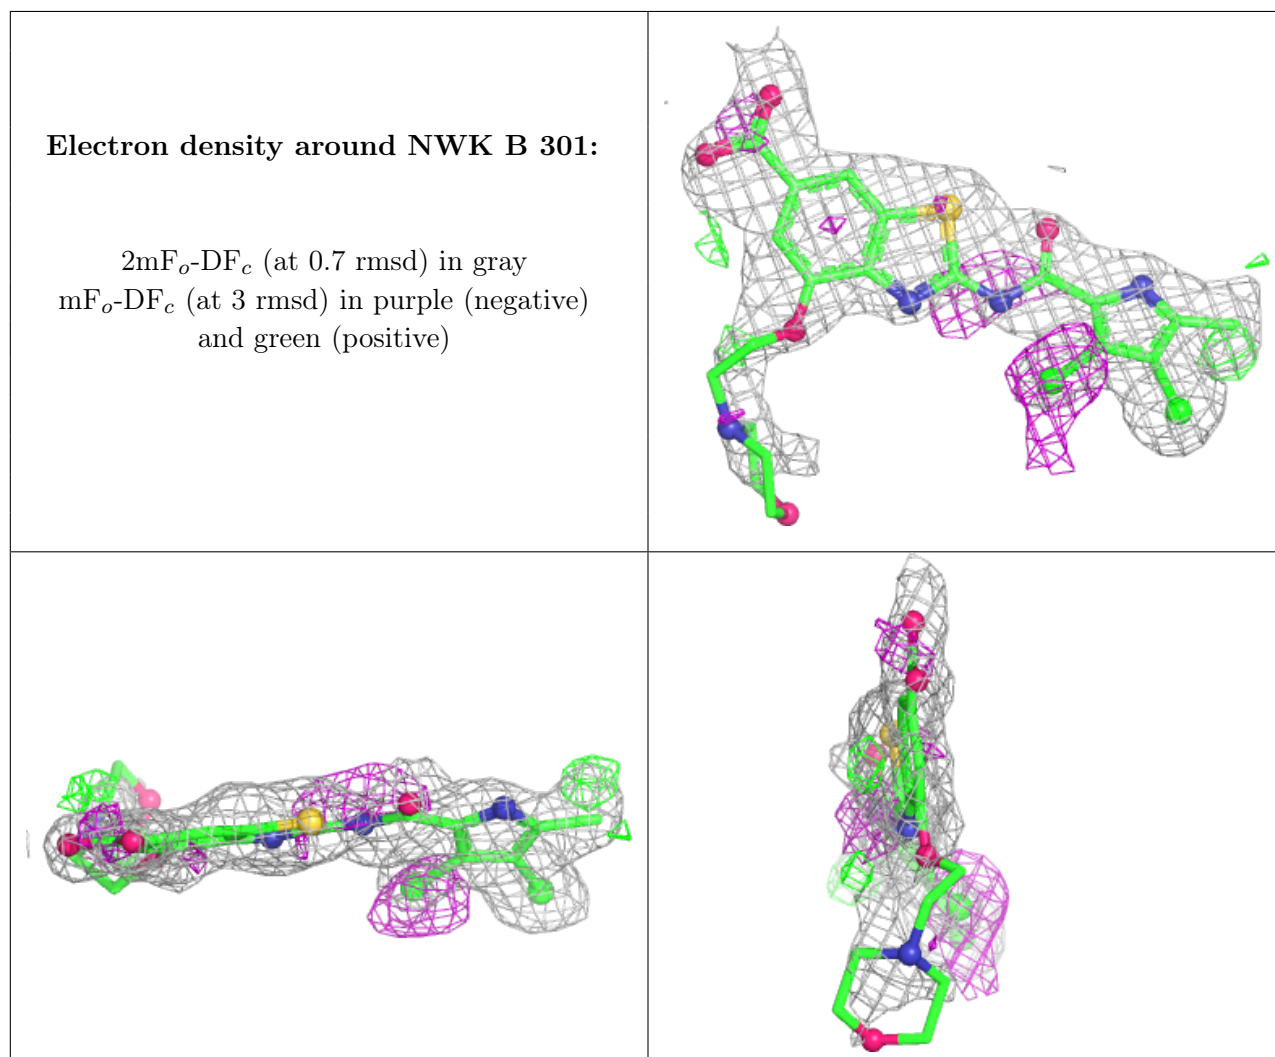 Electron density around NWK B 301:
2mFo-DFc (at 0.7 rmsd) in gray
mFo-DFc (at 3 rmsd) in purple (negative)
and green (positive)